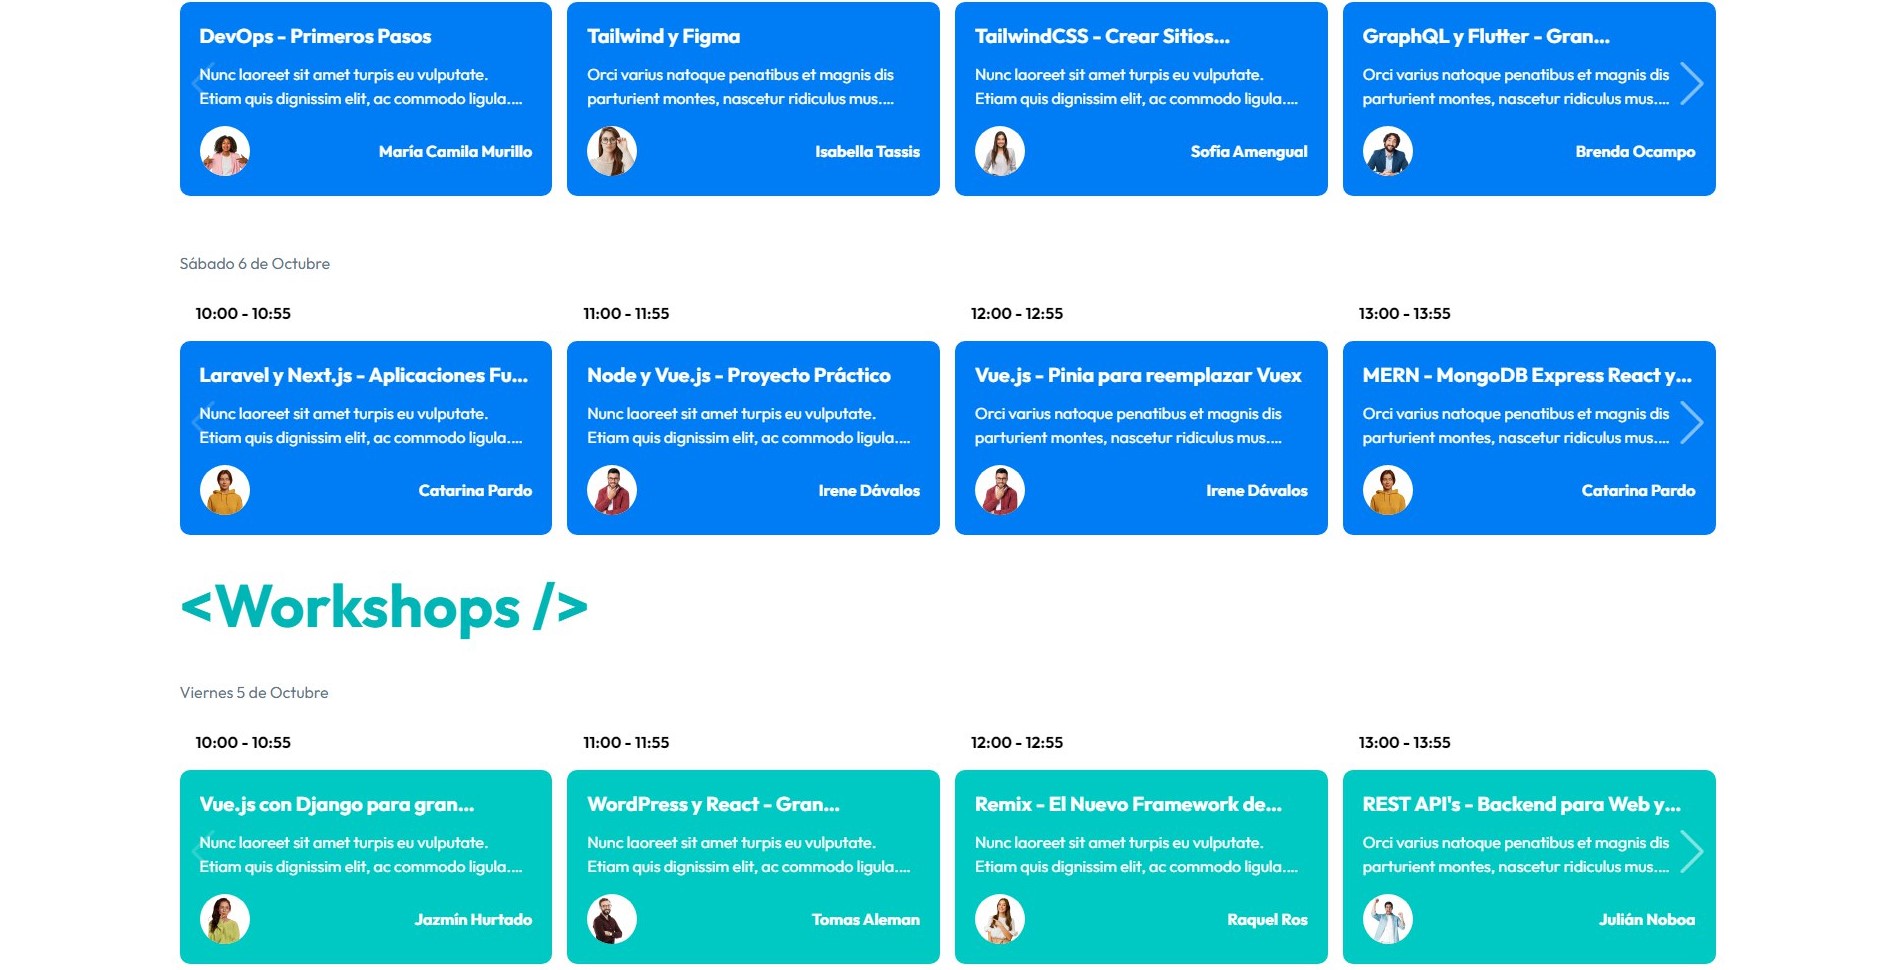 DevOps - Primeros Pasos
Nunc laoreet sit amet turpis eu vulputate.
Etiam quis dignissim elit, ac commodo ligula....
María Camila Murillo
Tailwind y Figma
Orci varius natoque penatibus et magnis dis
parturient montes, nascetur ridiculus mus....
Isabella Tassis
TailwindCSS - Crear Sitios...
Nunc laoreet sit amet turpis eu vulputate.
Etiam quis dignissim elit, ac commodo ligula....
Sofía Amengual
GraphQL y Flutter - Gran...
Orci varius natoque penatibus et magnis dis
parturient montes, nascetur ridiculus mus....
Brenda Ocampo
Sábado 6 de Octubre
10:00 - 10:55
Laravel y Next.js - Aplicaciones Fu...
Nunc laoreet sit amet turpis eu vulputate.
Etiam quis dignissim elit, ac commodo ligula....
Catarina Pardo
11:00 - 11:55
Node y Vue.js - Proyecto Práctico
Nunc laoreet sit amet turpis eu vulputate.
Etiam quis dignissim elit, ac commodo ligula....
Irene Dávalos
12:00 - 12:55
Vue.js - Pinia para reemplazar Vuex
Orci varius natoque penatibus et magnis dis
parturient montes, nascetur ridiculus mus....
Irene Dávalos
13:00 - 13:55
MERN - MongoDB Express React y...
Orci varius natoque penatibus et magnis dis
parturient montes, nascetur ridiculus mus....
Catarina Pardo
<Workshops />
Viernes 5 de Octubre
10:00 - 10:55
Vue.js con Django para gran...
Nunc laoreet sit amet turpis eu vulputate.
Etiam quis dignissim elit, ac commodo ligula....
Jazmín Hurtado
11:00 - 11:55
WordPress y React - Gran...
Nunc laoreet sit amet turpis eu vulputate.
Etiam quis dignissim elit, ac commodo ligula....
Tomas Aleman
12:00 - 12:55
Remix - El Nuevo Framework de...
Nunc laoreet sit amet turpis eu vulputate.
Etiam quis dignissim elit, ac commodo ligula....
Raquel Ros
13:00 - 13:55
REST API's - Backend para Web y...
Orci varius natoque penatibus et magnis dis
parturient montes, nascetur ridiculus mus....
Julián Noboa